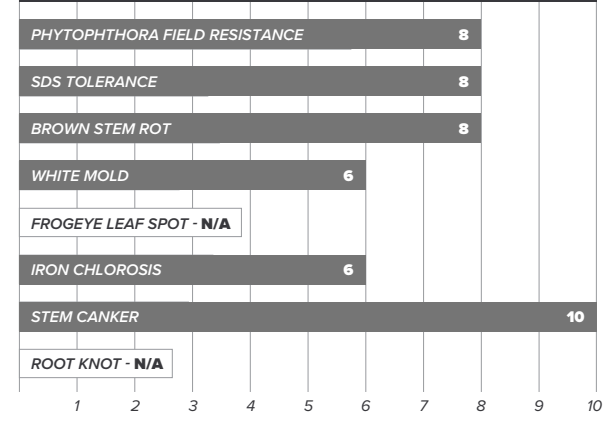 PHYTOPHTHORA FIELD RESISTANCE 8
SDS TOLERANCE 8
BROWN STEM ROT 8
WHITE MOLD 6
FROGEYE LEAF SPOT - N/A
IRON CHLOROSIS 6
STEM CANKER 10
ROOT KNOT - N/A
1 2 3 4 5 6 7 8 9 10